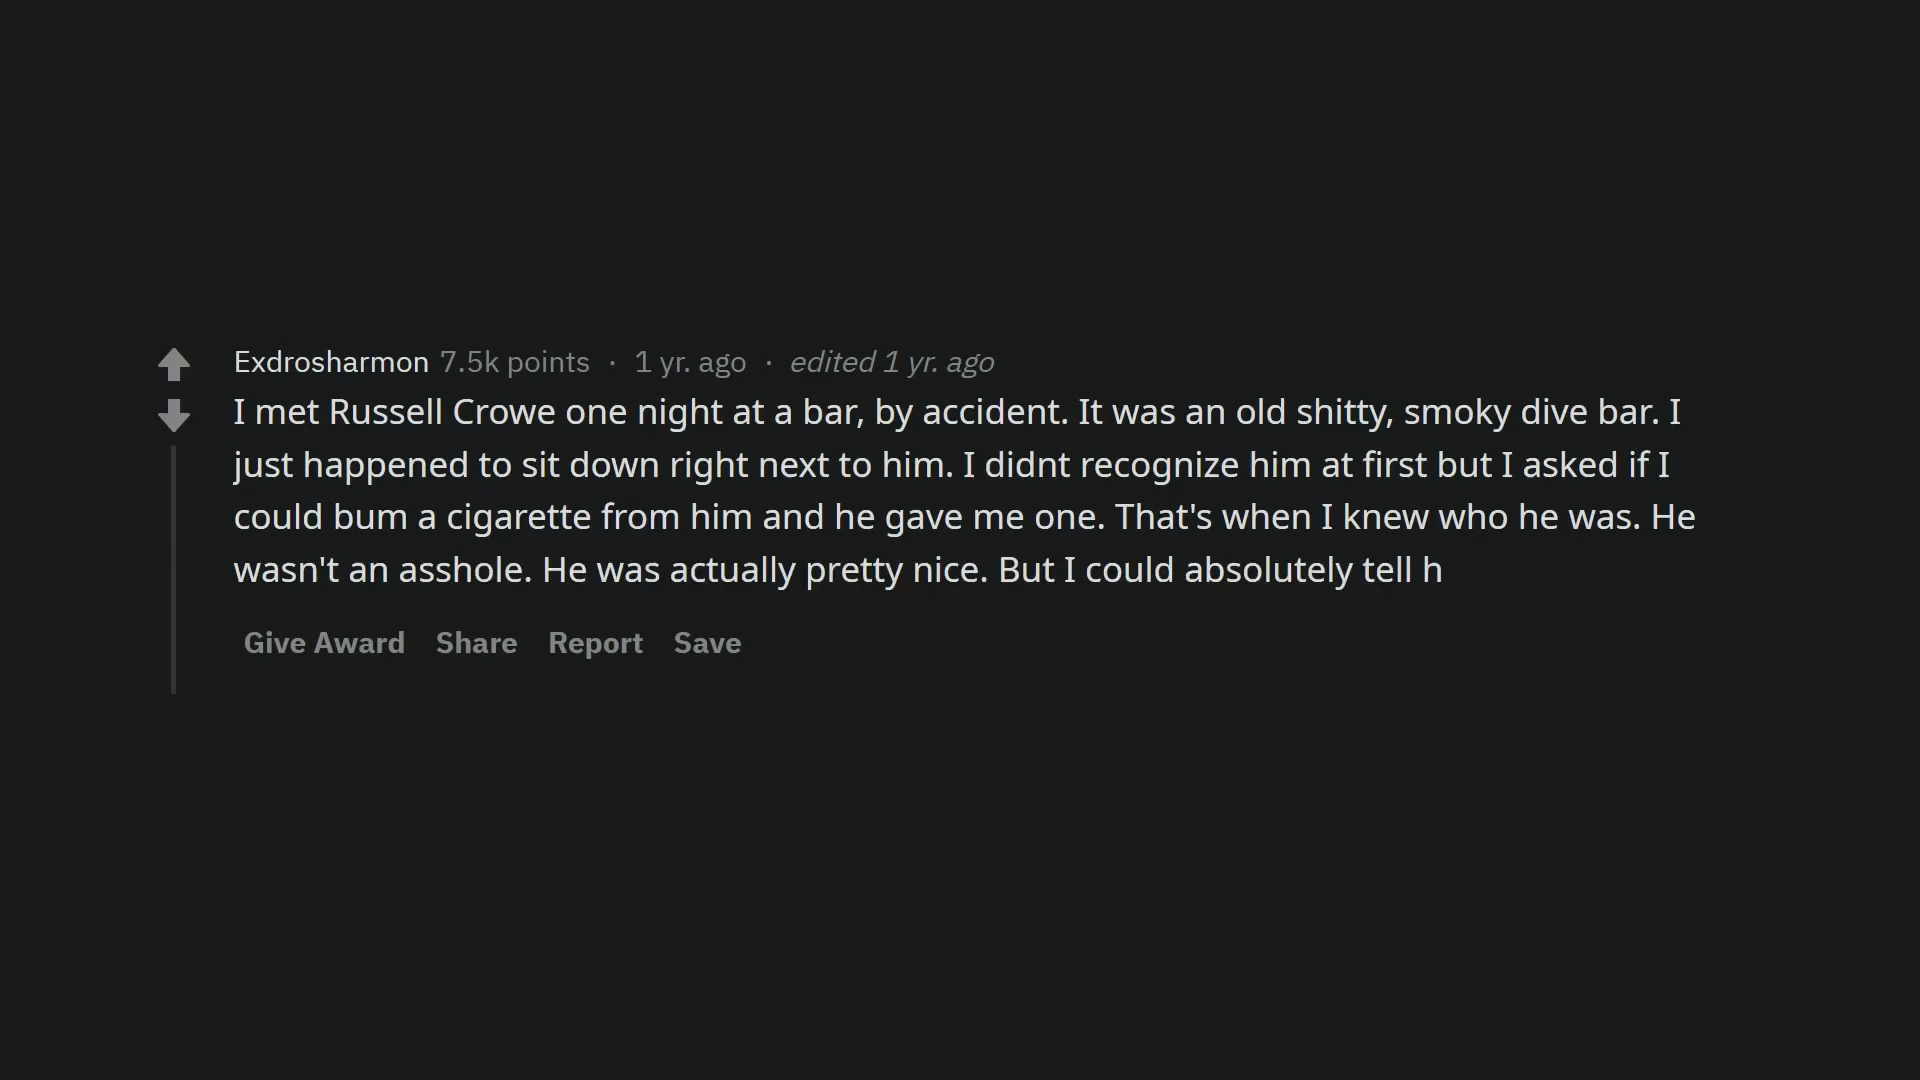 Exdrosharmon 7.5k points · 1 yr. ago · edited 1 yr. ago
I met Russell Crowe one night at a bar, by accident. It was an old shitty, smoky dive bar. I
just happened to sit down right next to him. I didnt recognize him at first but I asked if I
could bum a cigarette from him and he gave me one. That's when I knew who he was. He
wasn't an asshole. He was actually pretty nice. But I could absolutely tell h
Give Award Share Report Save